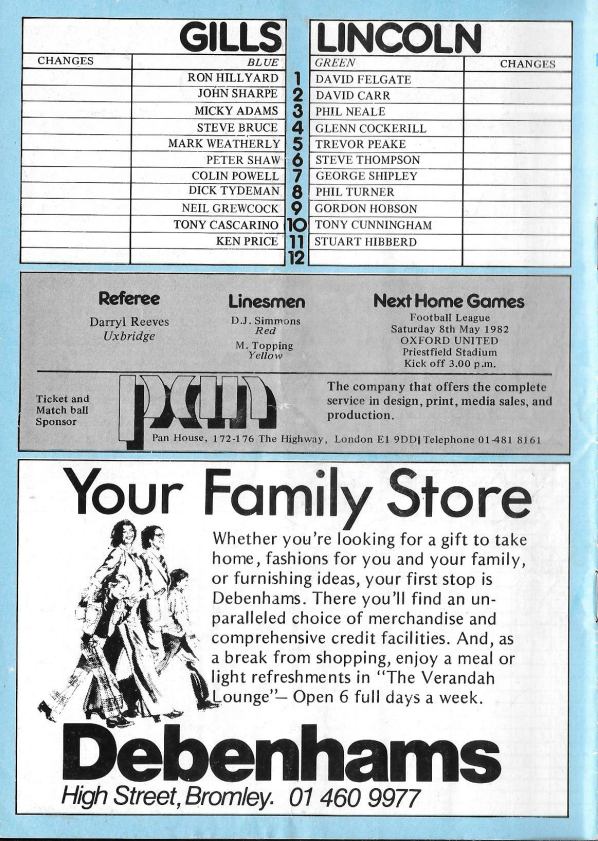 GILLS LINCOLN
CHANGES BLUE GREEN CHANGES
RON HILLYARD 1 DAVID FELGATE
JOHN SHARPE 2 DAVID CARR
MICKY ADAMS 3 PHIL NEALE
STEVE BRUCE 4 GLENN COCKERILL
MARK WEATHERLY 5 TREVOR PEAKE
PETER SHAW 6 STEVE THOMPSON
COLIN POWELL 7 GEORGE SHIPLEY
DICK TYDEMAN 8 PHIL TURNER
NEIL GREWCOCK 9 GORDON HOBSON
TONY CASCARINO 10 TONY CUNNINGHAM
KEN PRICE 11 STUART HIBBERD
12
Referee
Darryl Reeves
Uxbridge
Linesmen
D.J. Simmons
Red
M. Topping
Yellow
Next Home Games
Football League
Saturday 8th May 1982
OXFORD UNITED
Priestfield Stadium
Kick off 3.00 p.m.
Ticket and
Match ball
Sponsor
pan
The company that offers the complete
service in design, print, media sales, and
production.
Pan House, 172-176 The Highway, London E1 9DD| Telephone 01-481 8161
Your Family Store
Whether you're looking for a gift to take
home, fashions for you and your family,
or furnishing ideas, your first stop is
Debenhams. There you'll find an un-
paralleled choice of merchandise and
comprehensive credit facilities. And, as
a break from shopping, enjoy a meal or
light refreshments in "The Verandah
Lounge"— Open 6 full days a week.
Debenhams
High Street, Bromley. 01 460 9977